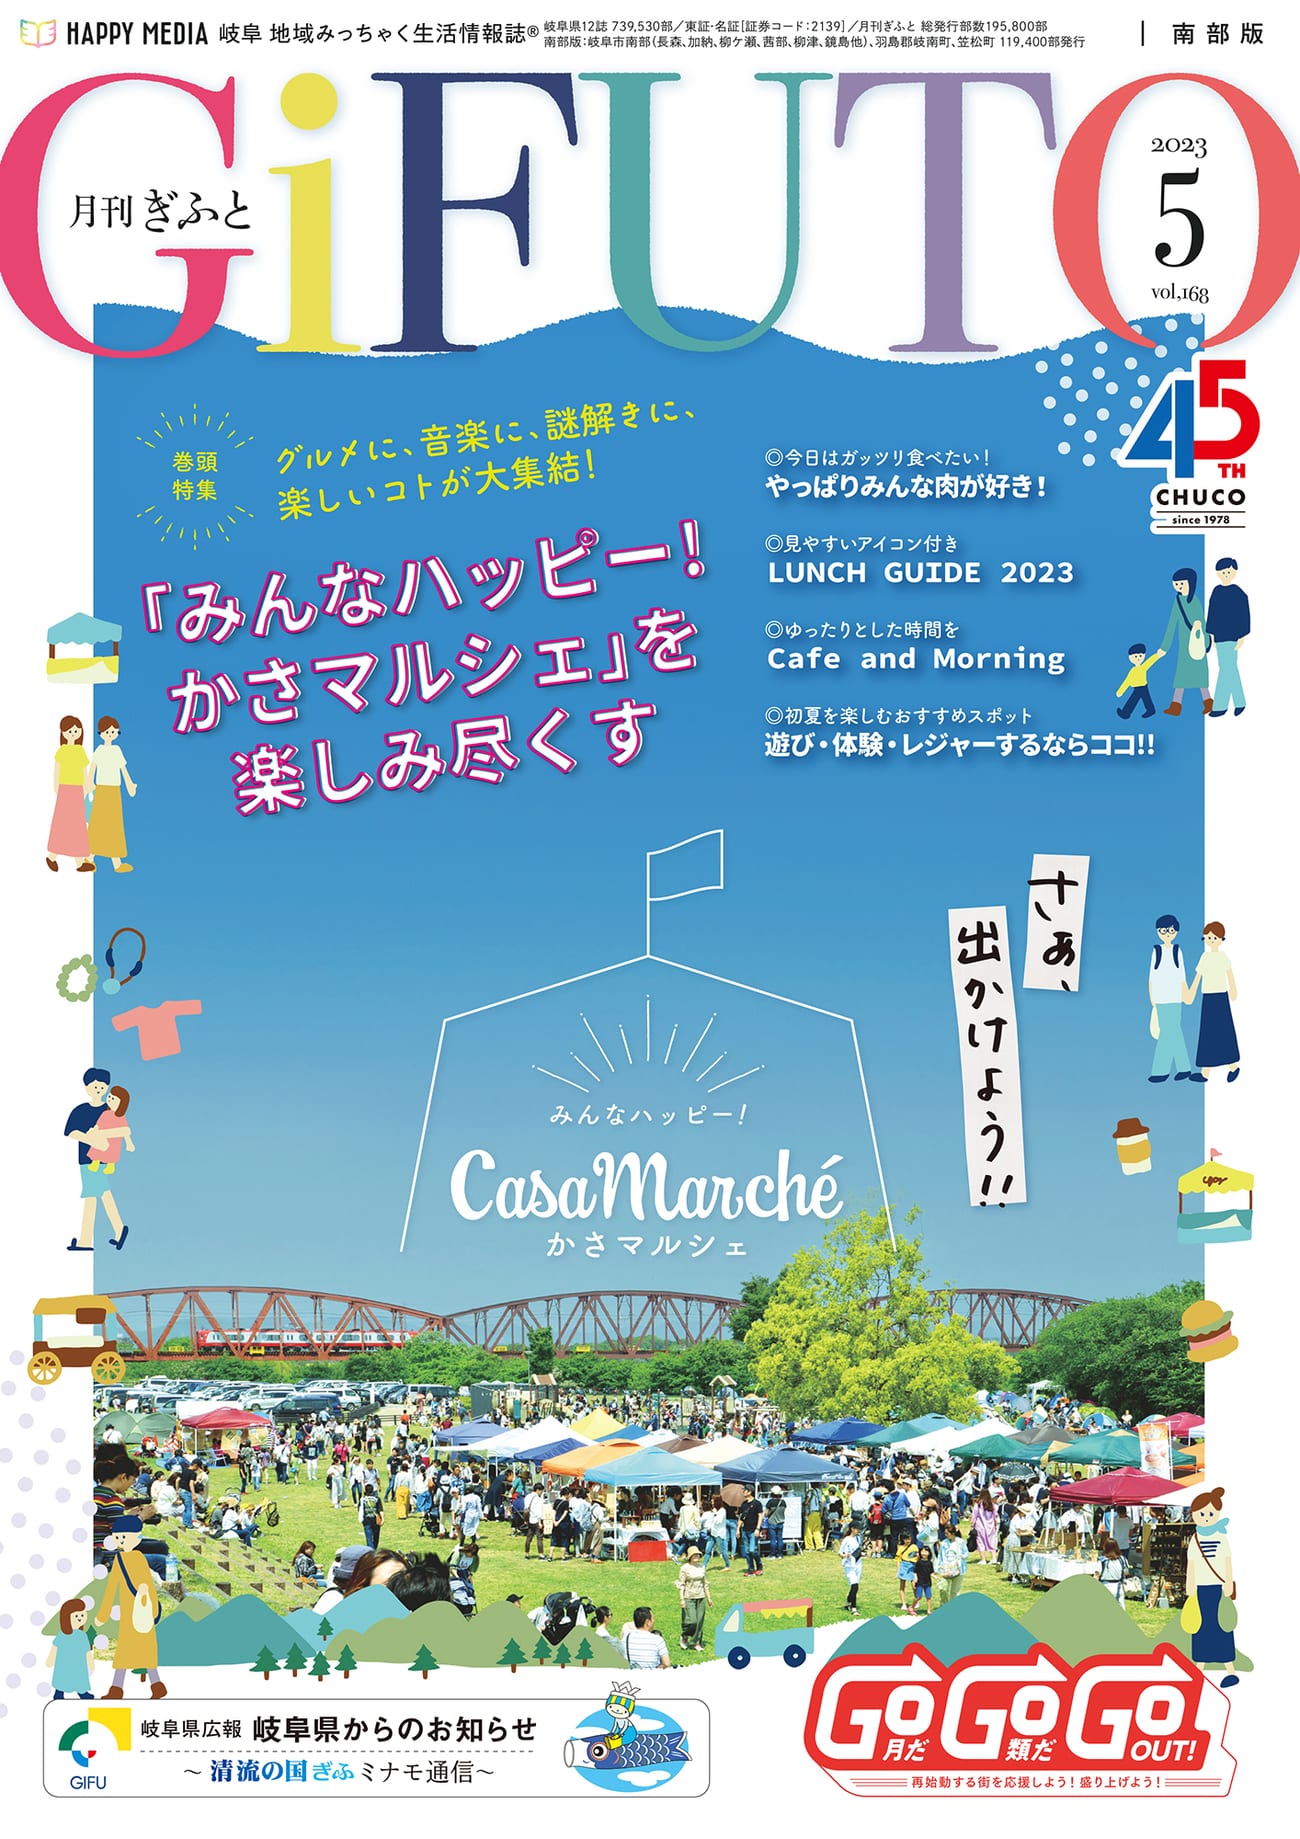 HAPPY MEDIA 岐阜 地域みっちゃく生活情報誌®
岐阜県12誌 739,530部／東証・名証[証券コード:2139]／月刊ぎふと 総発行部数195,800部
南部版:岐阜市南部(長森、加納、柳ケ瀬、茜部、柳津、鏡島他)、羽島郡岐南町、笠松町 119,400部発行
南部版
GiFUTO
月刊 ぎふと
2023
5
vol,168
45TH
CHUCO
since 1978
巻頭
特集
グルメに、音楽に、謎解きに、
楽しいコトが大集結!
「みんなハッピー!
かさマルシェ」を
楽しみ尽くす
◎今日はガッツリ食べたい!
やっぱりみんな肉が好き!
◎見やすいアイコン付き
LUNCH GUIDE 2023
◎ゆったりとした時間を
Cafe and Morning
◎初夏を楽しむおすすめスポット
遊び・体験・レジャーするならココ!!
さぁ、
出かけよう!!
みんなハッピー!
CasaMarché
かさマルシェ
GIFU
岐阜県広報 岐阜県からのお知らせ
～清流の国ぎふ ミナモ通信～
GO GO GO
月だ 類だ OUT!
再始動する街を応援しよう! 盛り上げよう!